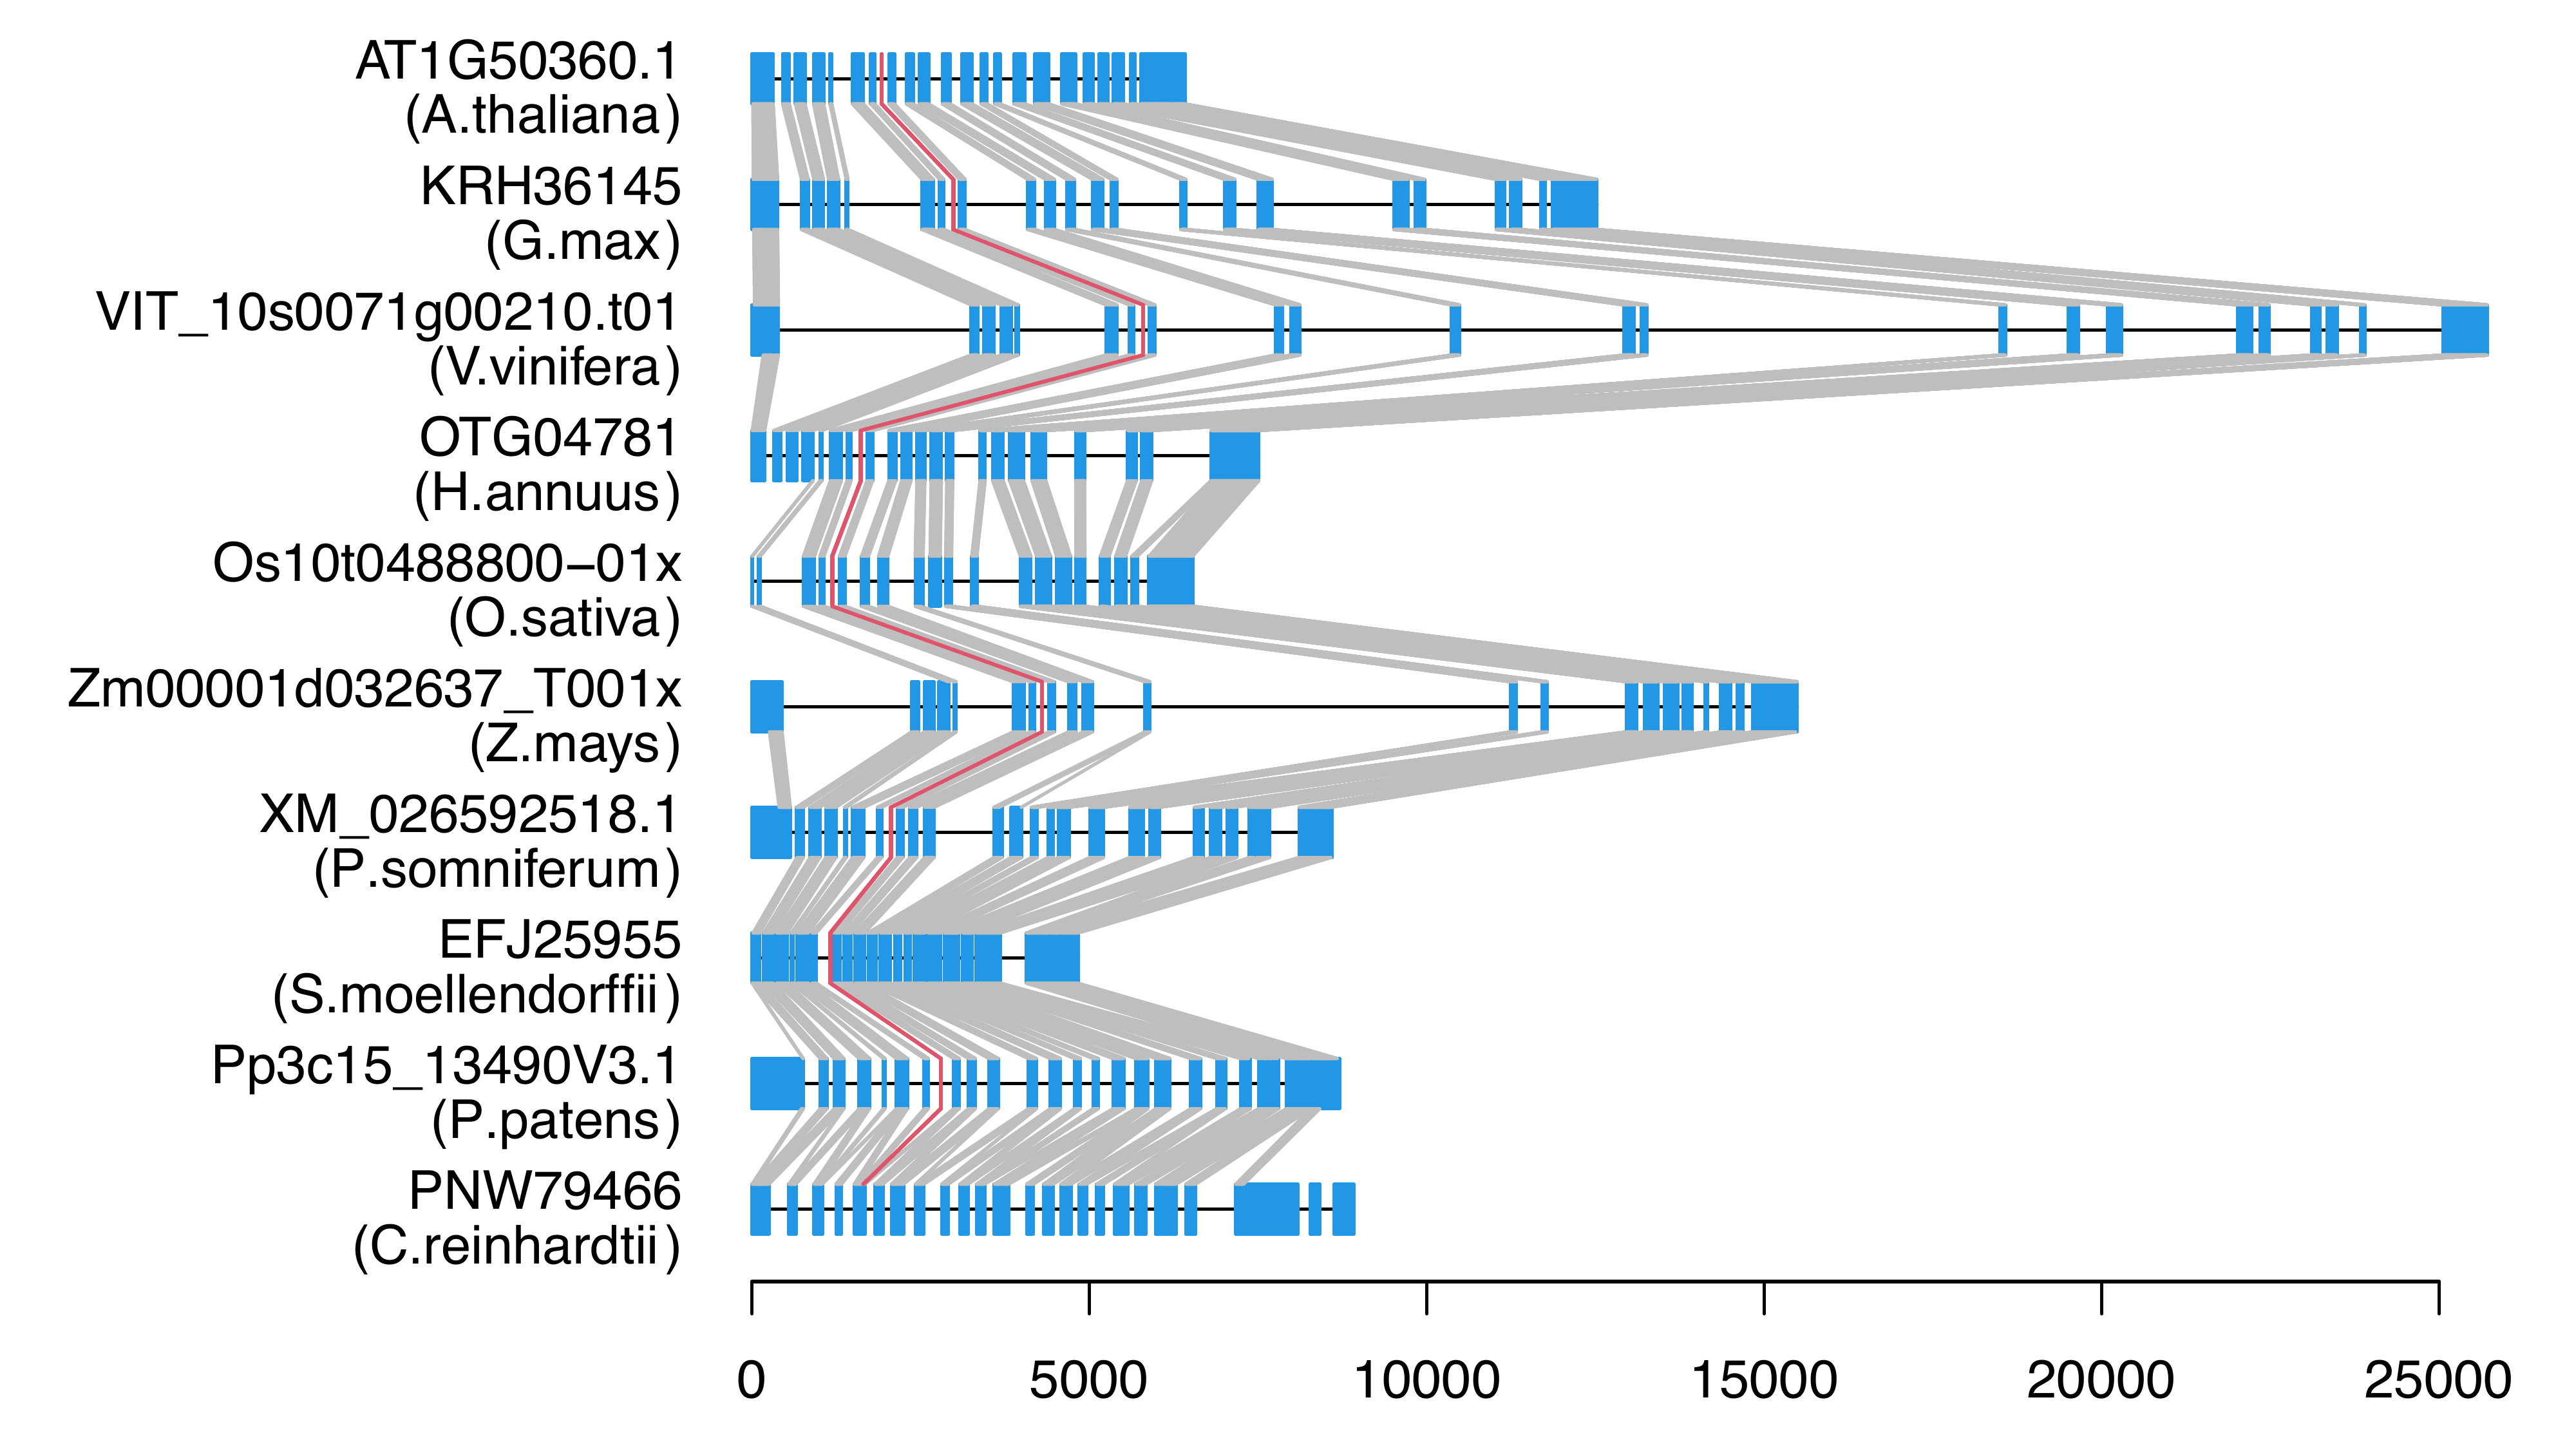 AT1G50360.1
(A.thaliana)
KRH36145
(G.max)
VIT_10s0071g00210.t01
(V.vinifera)
OTG04781
(H.annuus)
Os10t0488800−01x
(O.sativa)
Zm00001d032637_T001x
(Z.mays)
XM_026592518.1
(P.somniferum)
EFJ25955
(S.moellendorffii)
Pp3c15_13490V3.1
(P.patens)
PNW79466
(C.reinhardtii)
0 5000 10000 15000 20000 25000